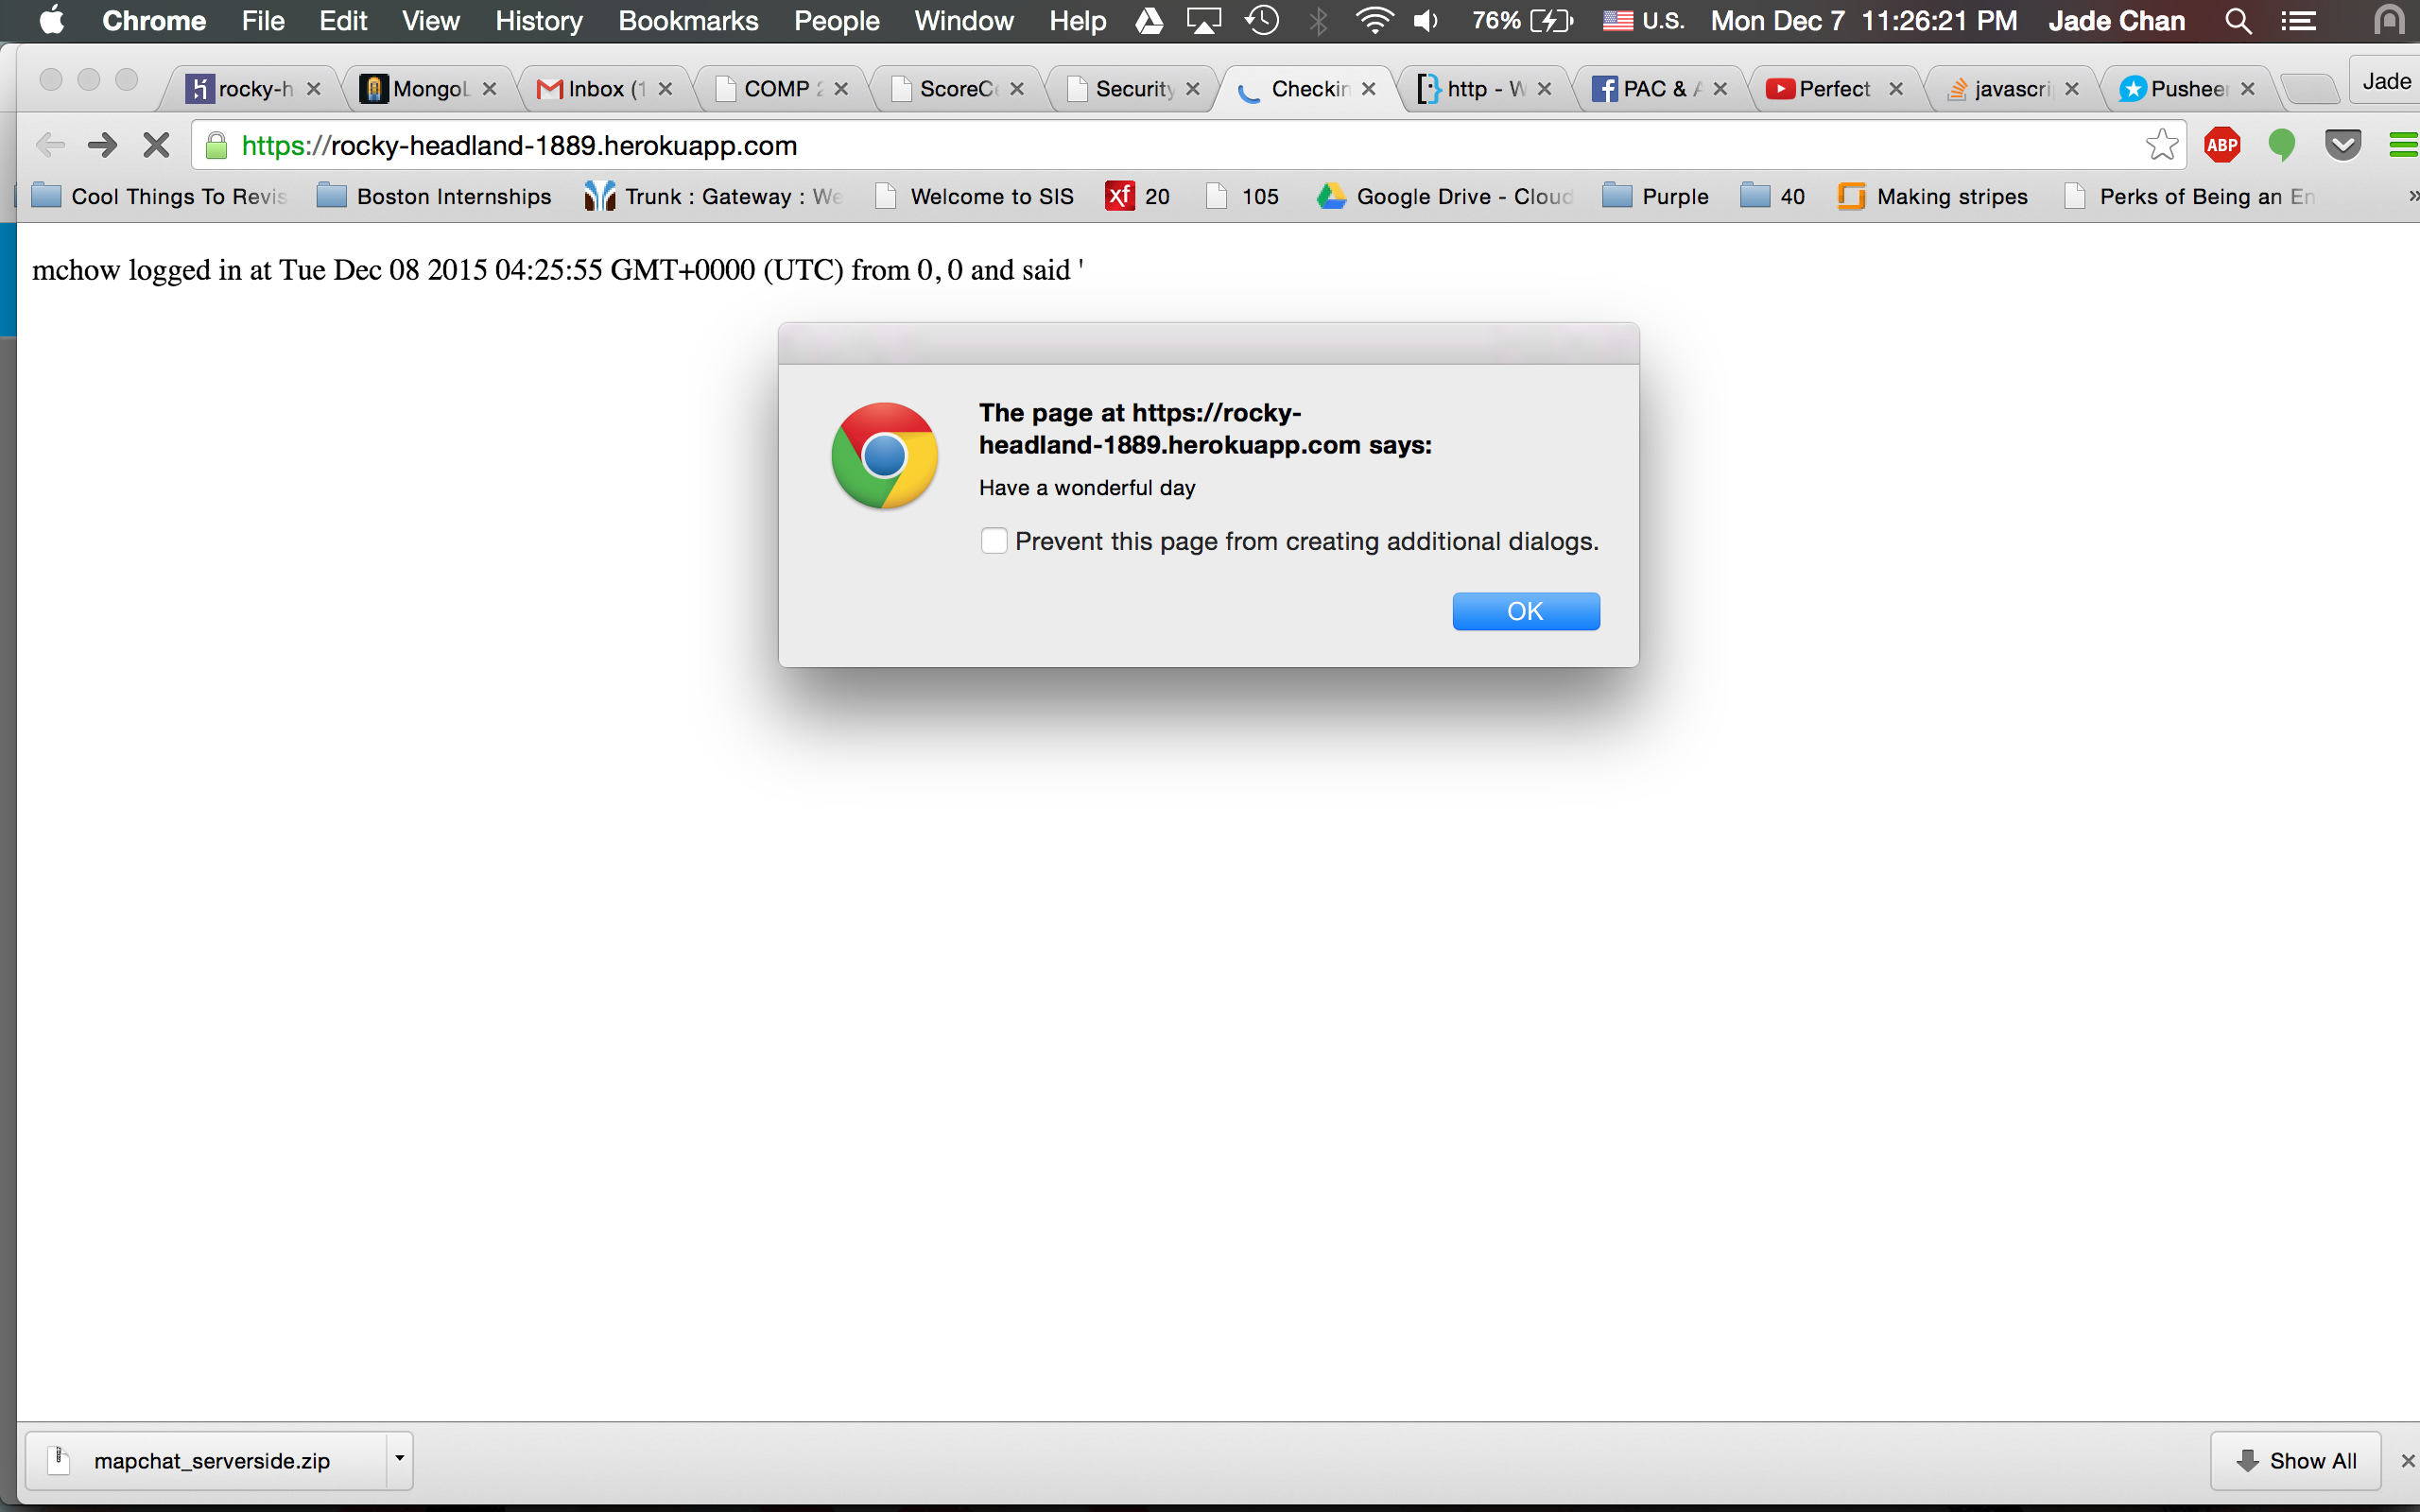 Chrome File Edit View History Bookmarks People Window Help 76% U.S. Mon Dec 7 11:26:21 PM Jade Chan
rocky-h MongoL Inbox (1 COMP 2 ScoreCe Security Checkin http - W PAC & A Perfect javascri Pusheen Jade
https://rocky-headland-1889.herokuapp.com ABP
Cool Things To Revis Boston Internships Trunk : Gateway : We Welcome to SIS xf 20 105 Google Drive - Cloud Purple 40 Making stripes Perks of Being an En »
mchow logged in at Tue Dec 08 2015 04:25:55 GMT+0000 (UTC) from 0, 0 and said '
The page at https://rocky-
headland-1889.herokuapp.com says:
Have a wonderful day
Prevent this page from creating additional dialogs.
OK
mapchat_serverside.zip Show All